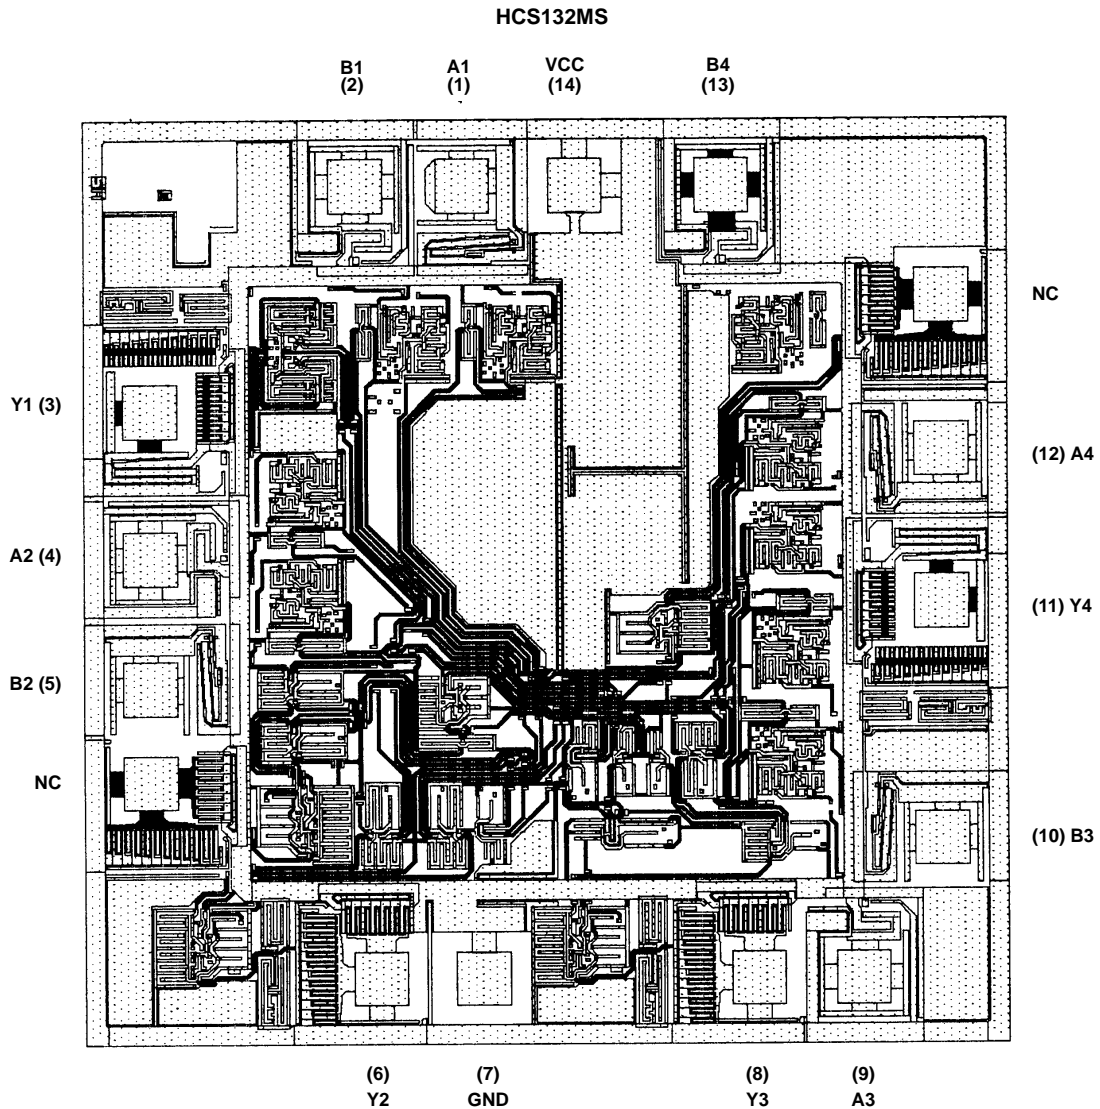 HCS132MS
B1 A1 VCC B4
(2) (1) (14) (13)
NC
Y1 (3)
(12) A4
A2 (4)
(11) Y4
B2 (5)
NC
(10) B3
(6) (7) (8) (9)
Y2 GND Y3 A3